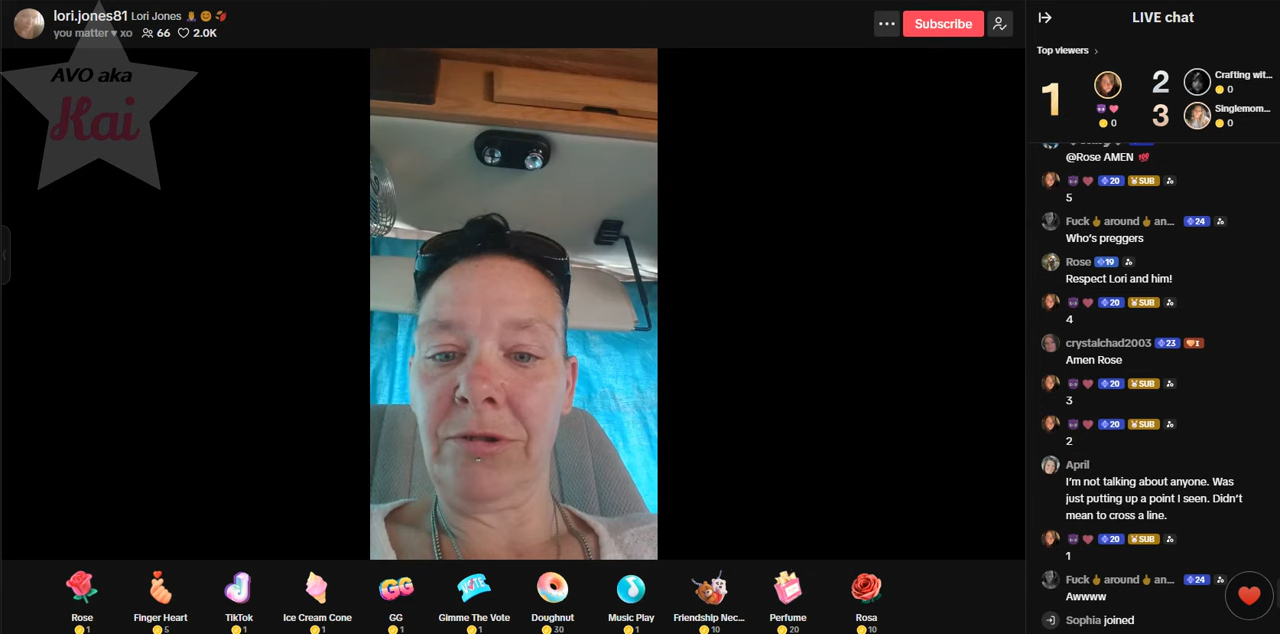 lori.jones81 Lori Jones
you matter ♥ xo 66 2.0K
Subscribe
AVO aka
Kai
LIVE chat
Top viewers
1
0
2
Crafting wit...
0
3
Singlemom...
0
@Rose AMEN 💯
20 SUB
5
Fuck🖕around🖕an... 24
Who's preggers
Rose 19
Respect Lori and him!
20 SUB
4
crystalchad2003 23 I
Amen Rose
20 SUB
3
20 SUB
2
April
I'm not talking about anyone. Was
just putting up a point I seen. Didn't
mean to cross a line.
20 SUB
1
Fuck🖕around🖕an... 24
Awwww
Sophia joined
GG
VOTE
Rose
Finger Heart
TikTok
Ice Cream Cone
GG
Gimme The Vote
Doughnut
Music Play
Friendship Nec...
Perfume
Rosa
1
5
1
1
1
1
30
1
10
20
10